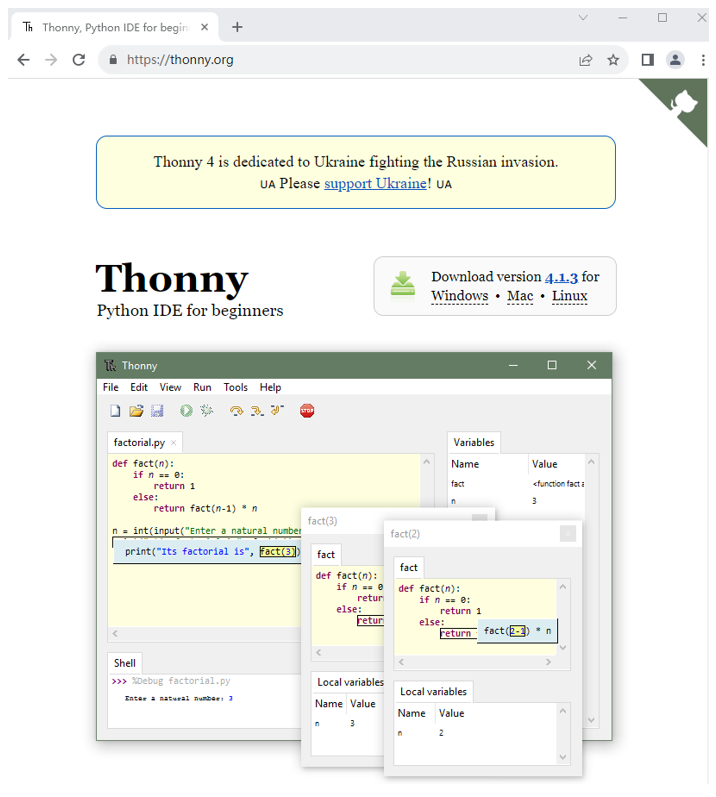 Thonny, Python IDE for begin
https://thonny.org
Thonny 4 is dedicated to Ukraine fighting the Russian invasion.
UA Please support Ukraine! UA
Thonny
Python IDE for beginners
Download version 4.1.3 for
Windows • Mac • Linux
Th Thonny
File Edit View Run Tools Help
STOP
factorial.py
def fact(n):
if n == 0:
return 1
else:
return fact(n-1) * n
n = int(input("Enter a natural number
print("Its factorial is", fact(3))
Shell
>>> %Debug factorial.py
Enter a natural number: 3
Variables
Name Value
fact <function fact a
n 3
fact(3)
fact
def fact(n):
if n == 0
retur
else:
retur
Local variables
Name Value
n 3
fact(2)
fact
def fact(n):
if n == 0:
return 1
else:
return fact(2-1) * n
Local variables
Name Value
n 2